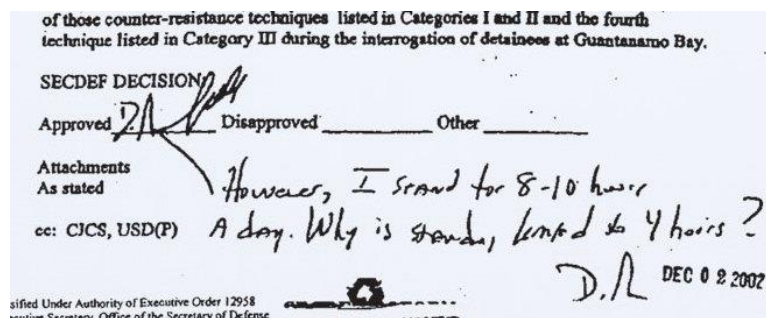 of those counter-resistance techniques listed in Categories I and II and the fourth
technique listed in Category III during the interrogation of detainees at Guantanamo Bay.
SECDEF DECISION
Approved D.R. Disapproved Other
Attachments
As stated
However, I stand for 8-10 hours
cc: CJCS, USD(P) A day. Why is standing limited to 4 hours?
D.R. DEC 02 2002
sified Under Authority of Executive Order 12958
Secretary, Office of the Secretary of Defense